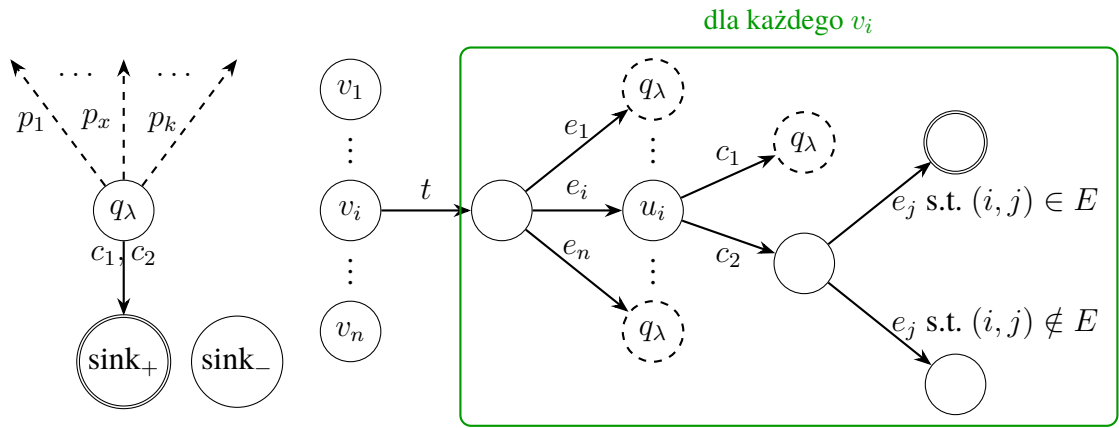 dla każdego v_i
p_1 p_x p_k
... ...
q_λ
c_1, c_2
sink_+
sink_-
v_1
⋮
v_i
⋮
v_n
t
e_1
e_i
e_n
q_λ
⋮
u_i
⋮
q_λ
c_1
c_2
q_λ
e_j s.t. (i, j) ∈ E
e_j s.t. (i, j) ∉ E